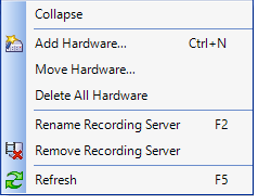 Collapse
Add Hardware... Ctrl+N
Move Hardware...
Delete All Hardware
Rename Recording Server F2
Remove Recording Server
Refresh F5